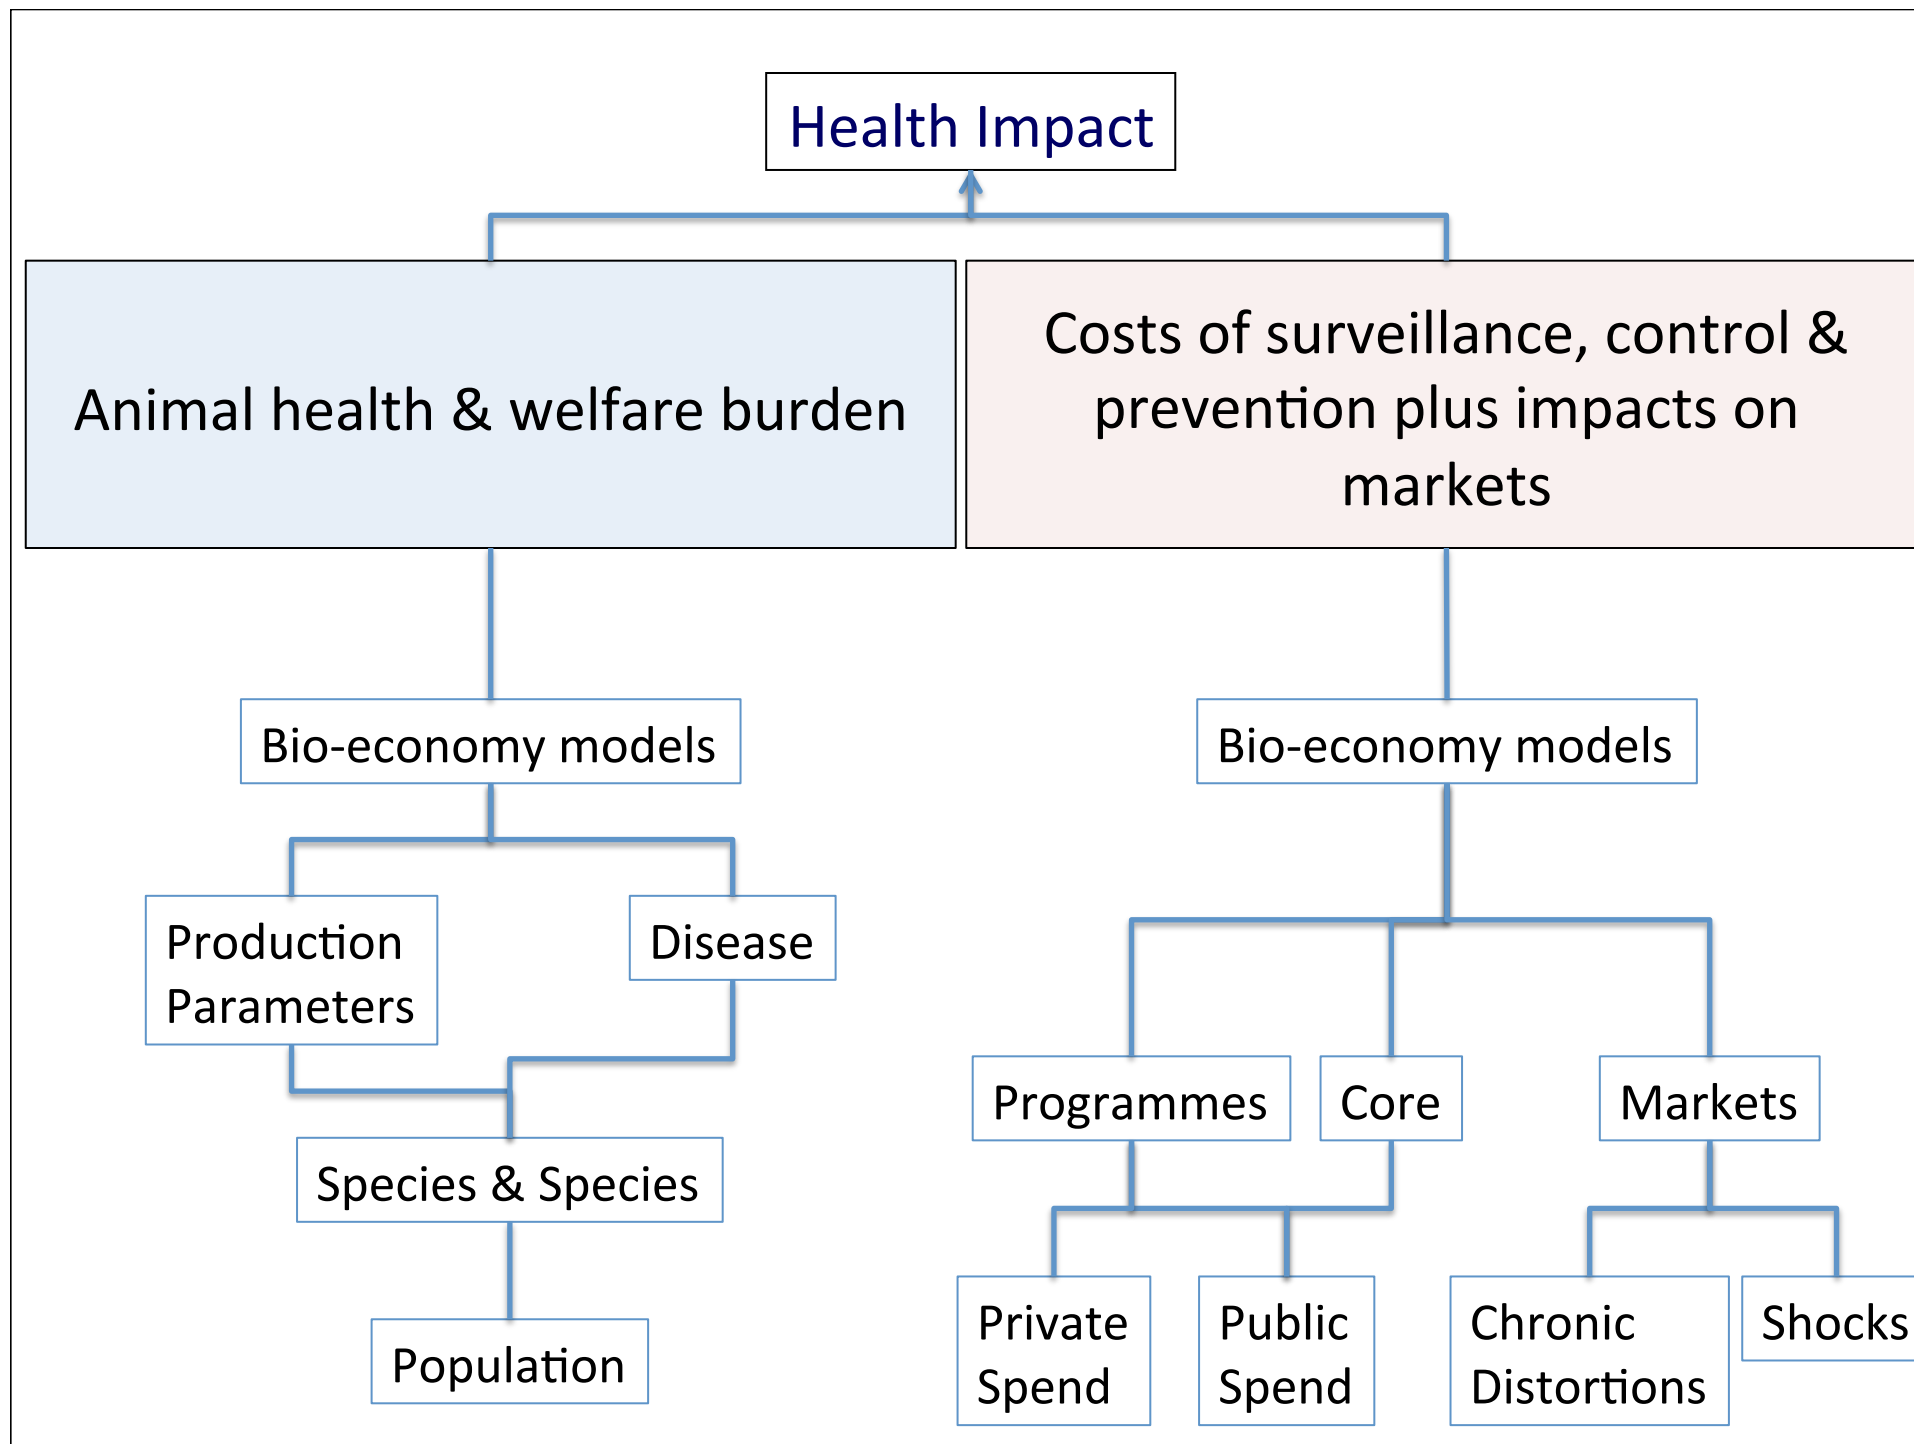 Health Impact
Animal health & welfare burden
Costs of surveillance, control &
prevention plus impacts on
markets
Bio-economy models
Bio-economy models
Production
Parameters
Disease
Programmes
Core
Markets
Species & Species
Private
Spend
Public
Spend
Chronic
Distortions
Shocks
Population